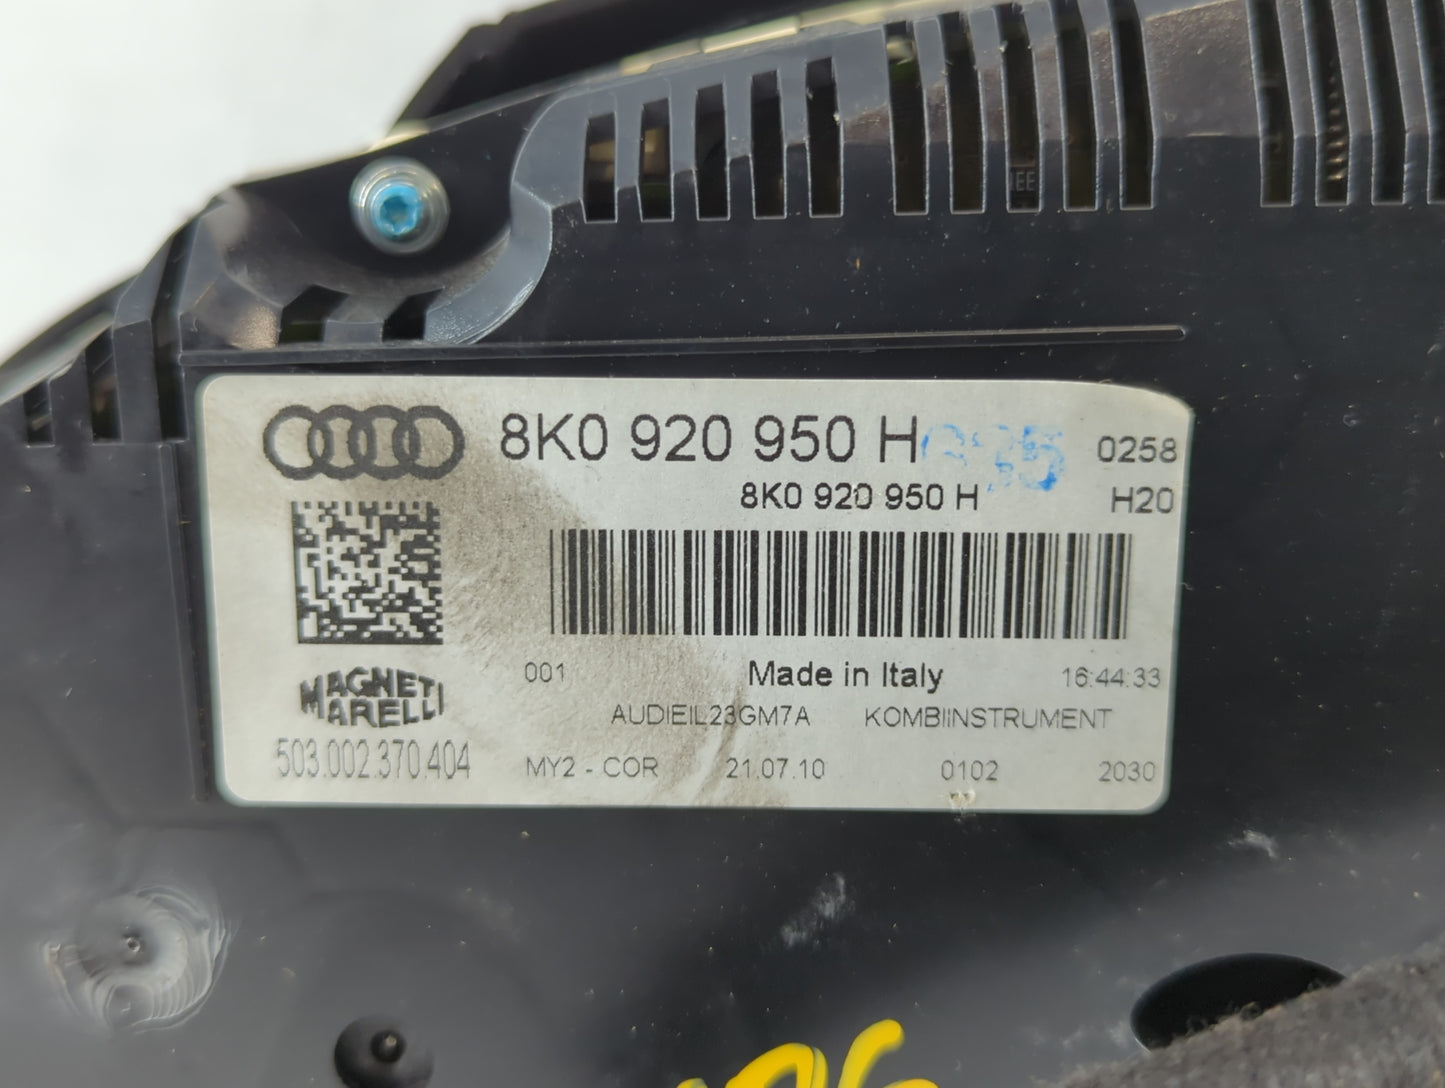 8K0 920 950 H 0258
8K0 920 950 H H20
001 Made in Italy 16:44:33
MAGNETI
MARELLI
AUDIEIL23GM7A KOMBIINSTRUMENT
503.002.370.404 MY2 - COR 21.07.10 0102 2030